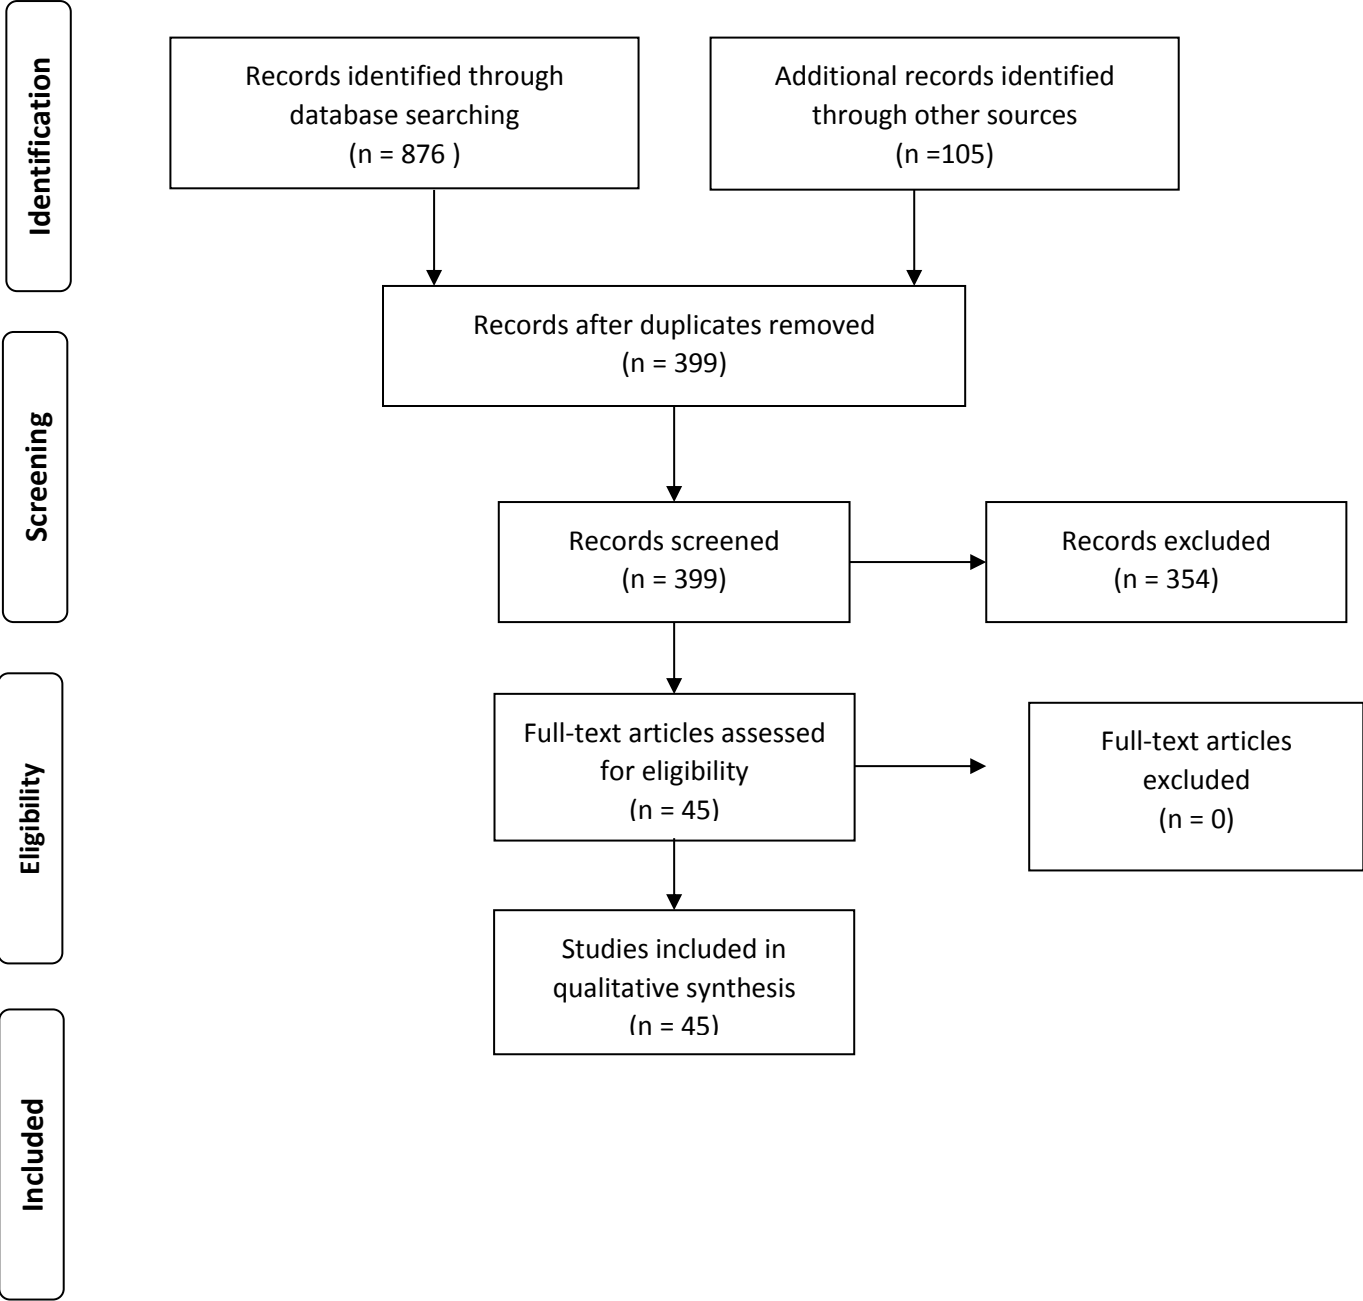 Identification
Records identified through
database searching
(n = 876 )
Additional records identified
through other sources
(n =105)
Records after duplicates removed
(n = 399)
Screening
Records screened
(n = 399)
Records excluded
(n = 354)
Eligibility
Full-text articles assessed
for eligibility
(n = 45)
Full-text articles
excluded
(n = 0)
Studies included in
qualitative synthesis
(n = 45)
Included